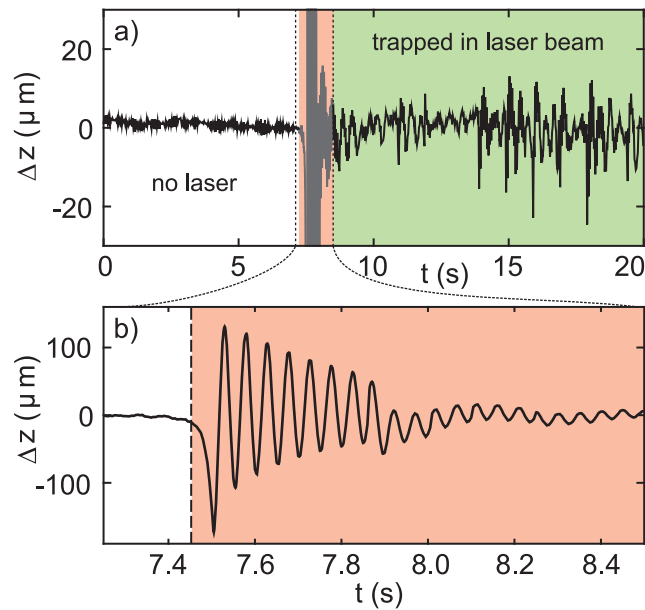 a)
trapped in laser beam
no laser
30
0
-20
Δz (μm)
0 5 10 15 20
t (s)
b)
100
0
-100
Δz (μm)
7.4 7.6 7.8 8.0 8.2 8.4
t (s)